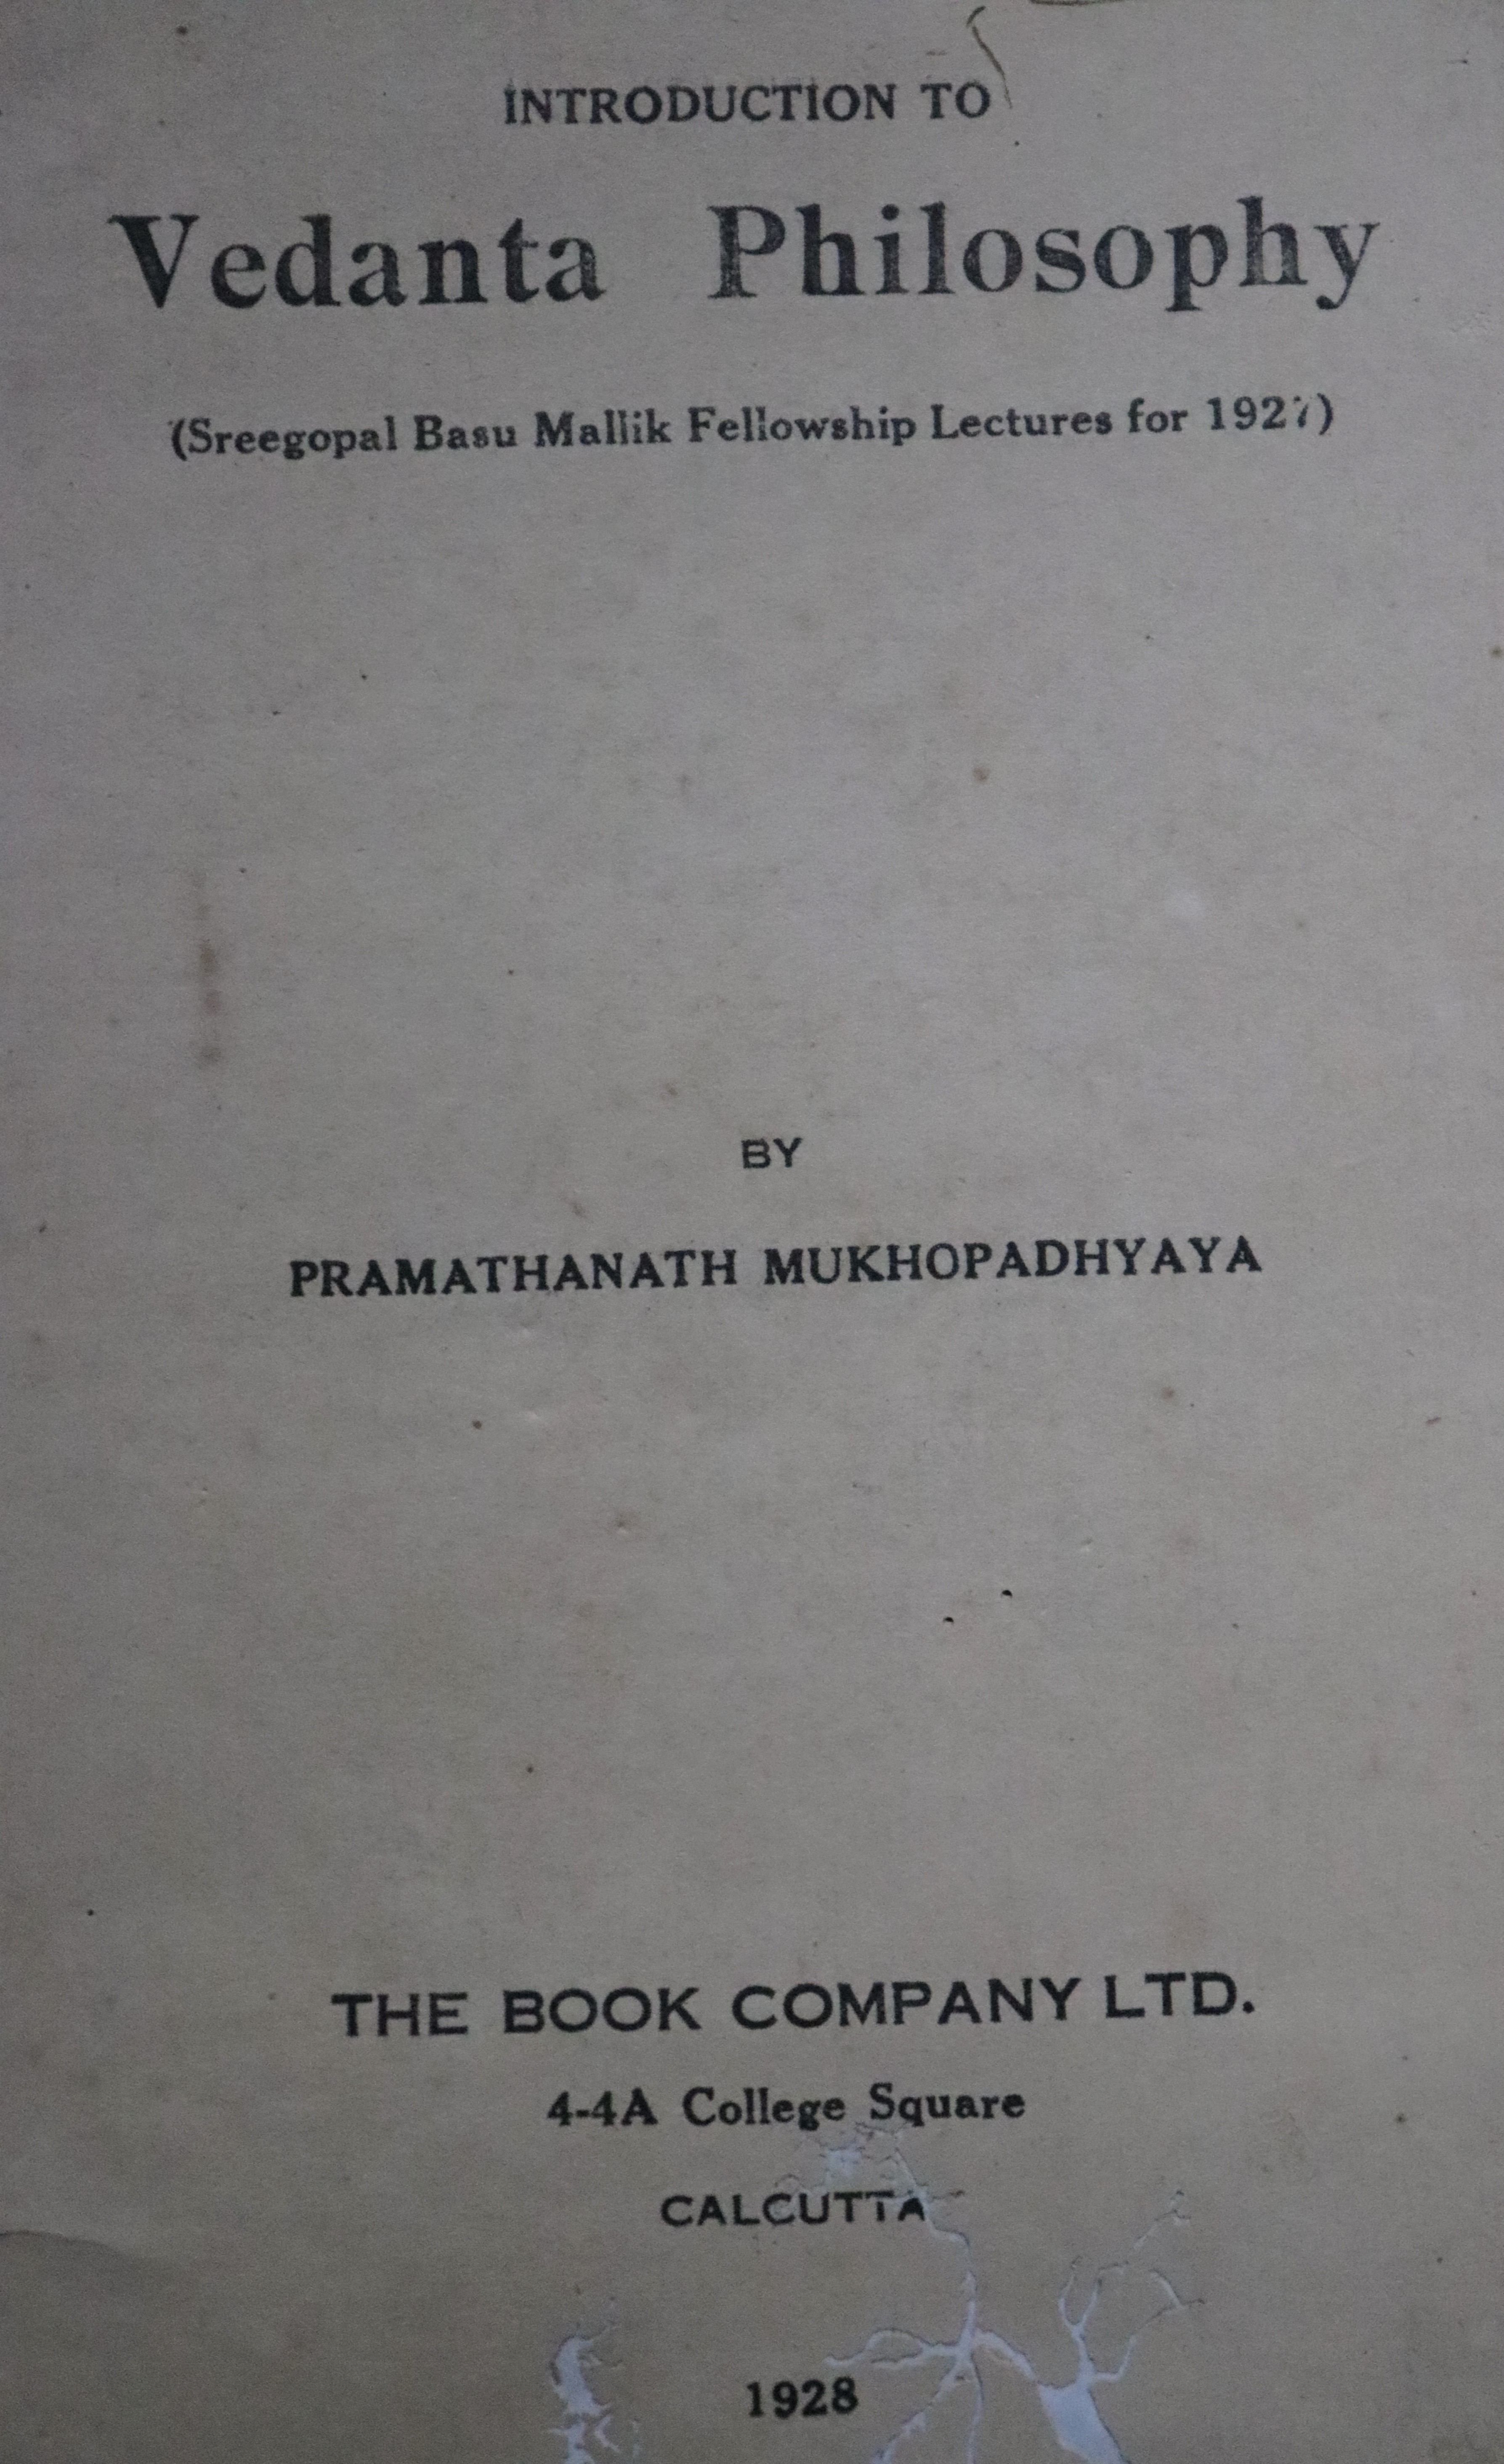 INTRODUCTION TO
Vedanta Philosophy
(Sreegopal Basu Mallik Fellowship Lectures for 1927)
BY
PRAMATHANATH MUKHOPADHYAYA
THE BOOK COMPANY LTD.
4-4A College Square
CALCUTTA
1928